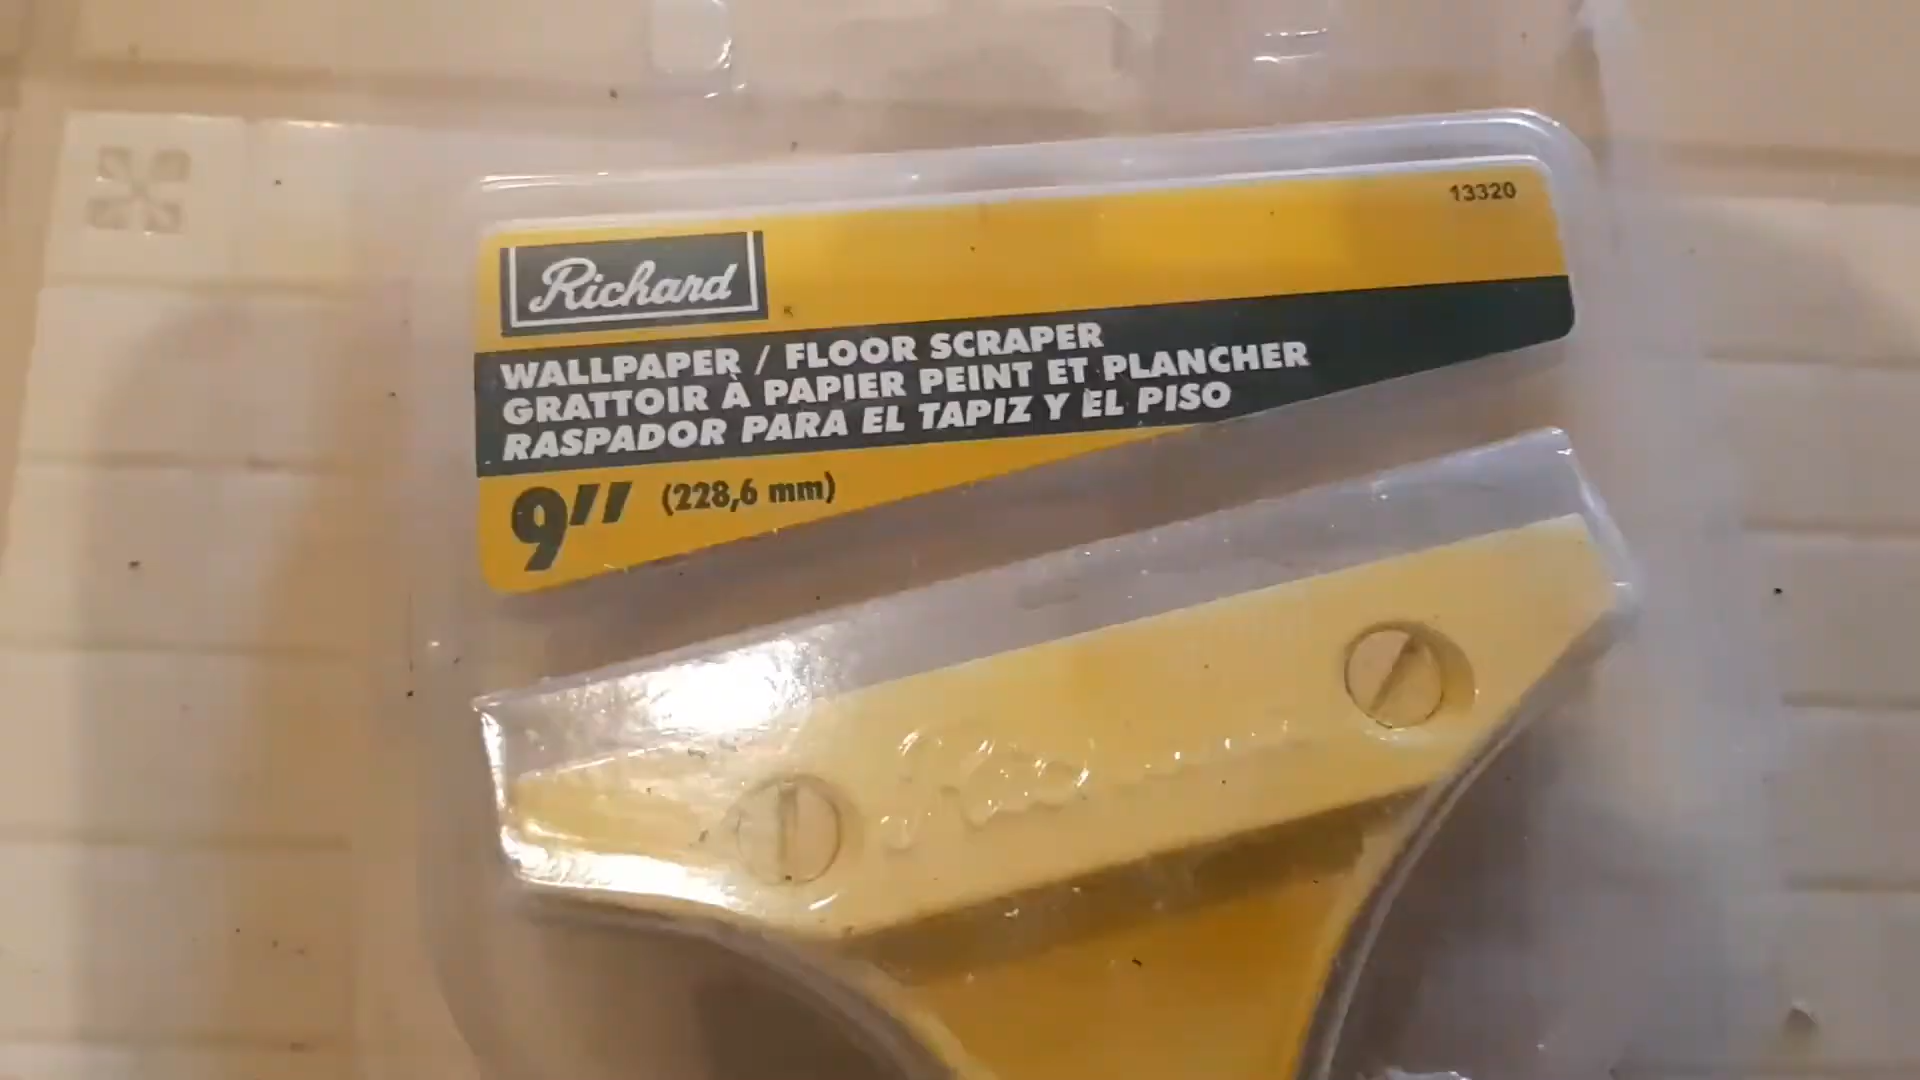 13320
Richard
WALLPAPER / FLOOR SCRAPER
GRATTOIR À PAPIER PEINT ET PLANCHER
RASPADOR PARA EL TAPIZ Y EL PISO
9" (228,6 mm)